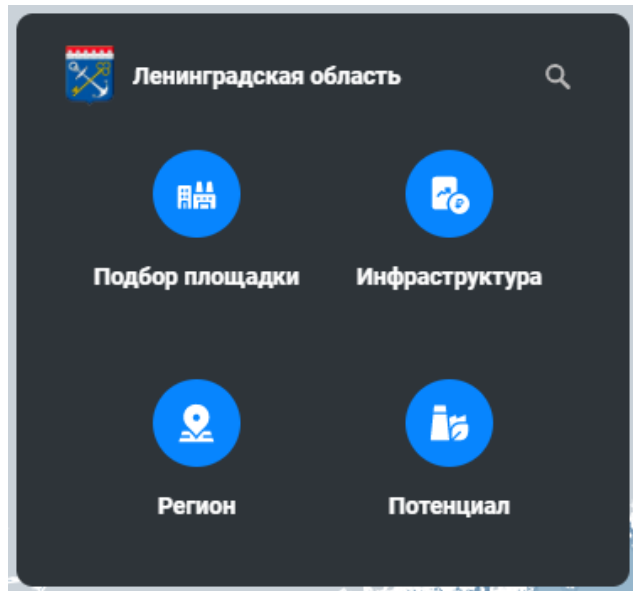 Ленинградская область
Подбор площадки
Инфраструктура
Регион
Потенциал